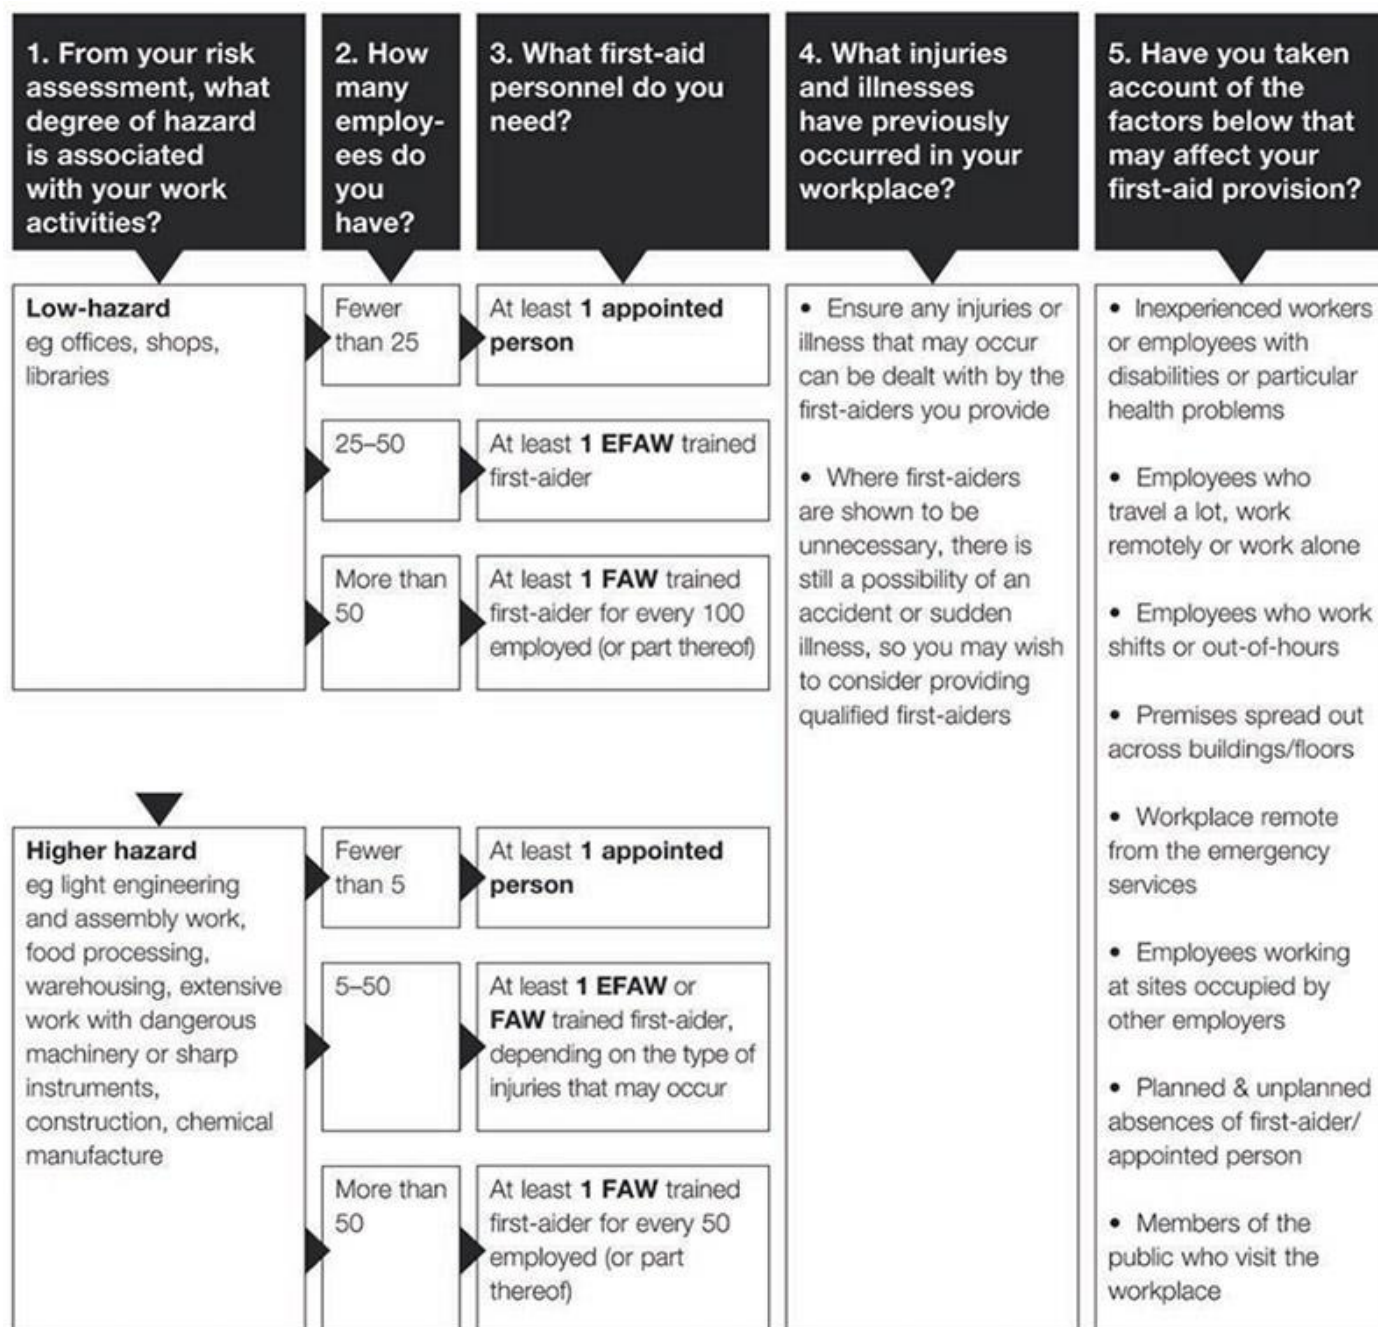 1. From your risk
assessment, what
degree of hazard
is associated
with your work
activities?
2. How
many
employ-
ees do
you
have?
3. What first-aid
personnel do you
need?
4. What injuries
and illnesses
have previously
occurred in your
workplace?
5. Have you taken
account of the
factors below that
may affect your
first-aid provision?
Low-hazard
eg offices, shops,
libraries
Fewer
than 25
At least 1 appointed
person
25–50
At least 1 EFAW trained
first-aider
More than
50
At least 1 FAW trained
first-aider for every 100
employed (or part thereof)
Higher hazard
eg light engineering
and assembly work,
food processing,
warehousing, extensive
work with dangerous
machinery or sharp
instruments,
construction, chemical
manufacture
Fewer
than 5
At least 1 appointed
person
5–50
At least 1 EFAW or
FAW trained first-aider,
depending on the type of
injuries that may occur
More than
50
At least 1 FAW trained
first-aider for every 50
employed (or part
thereof)
• Ensure any injuries or
illness that may occur
can be dealt with by the
first-aiders you provide
• Where first-aiders
are shown to be
unnecessary, there is
still a possibility of an
accident or sudden
illness, so you may wish
to consider providing
qualified first-aiders
• Inexperienced workers
or employees with
disabilities or particular
health problems
• Employees who
travel a lot, work
remotely or work alone
• Employees who work
shifts or out-of-hours
• Premises spread out
across buildings/floors
• Workplace remote
from the emergency
services
• Employees working
at sites occupied by
other employers
• Planned & unplanned
absences of first-aider/
appointed person
• Members of the
public who visit the
workplace